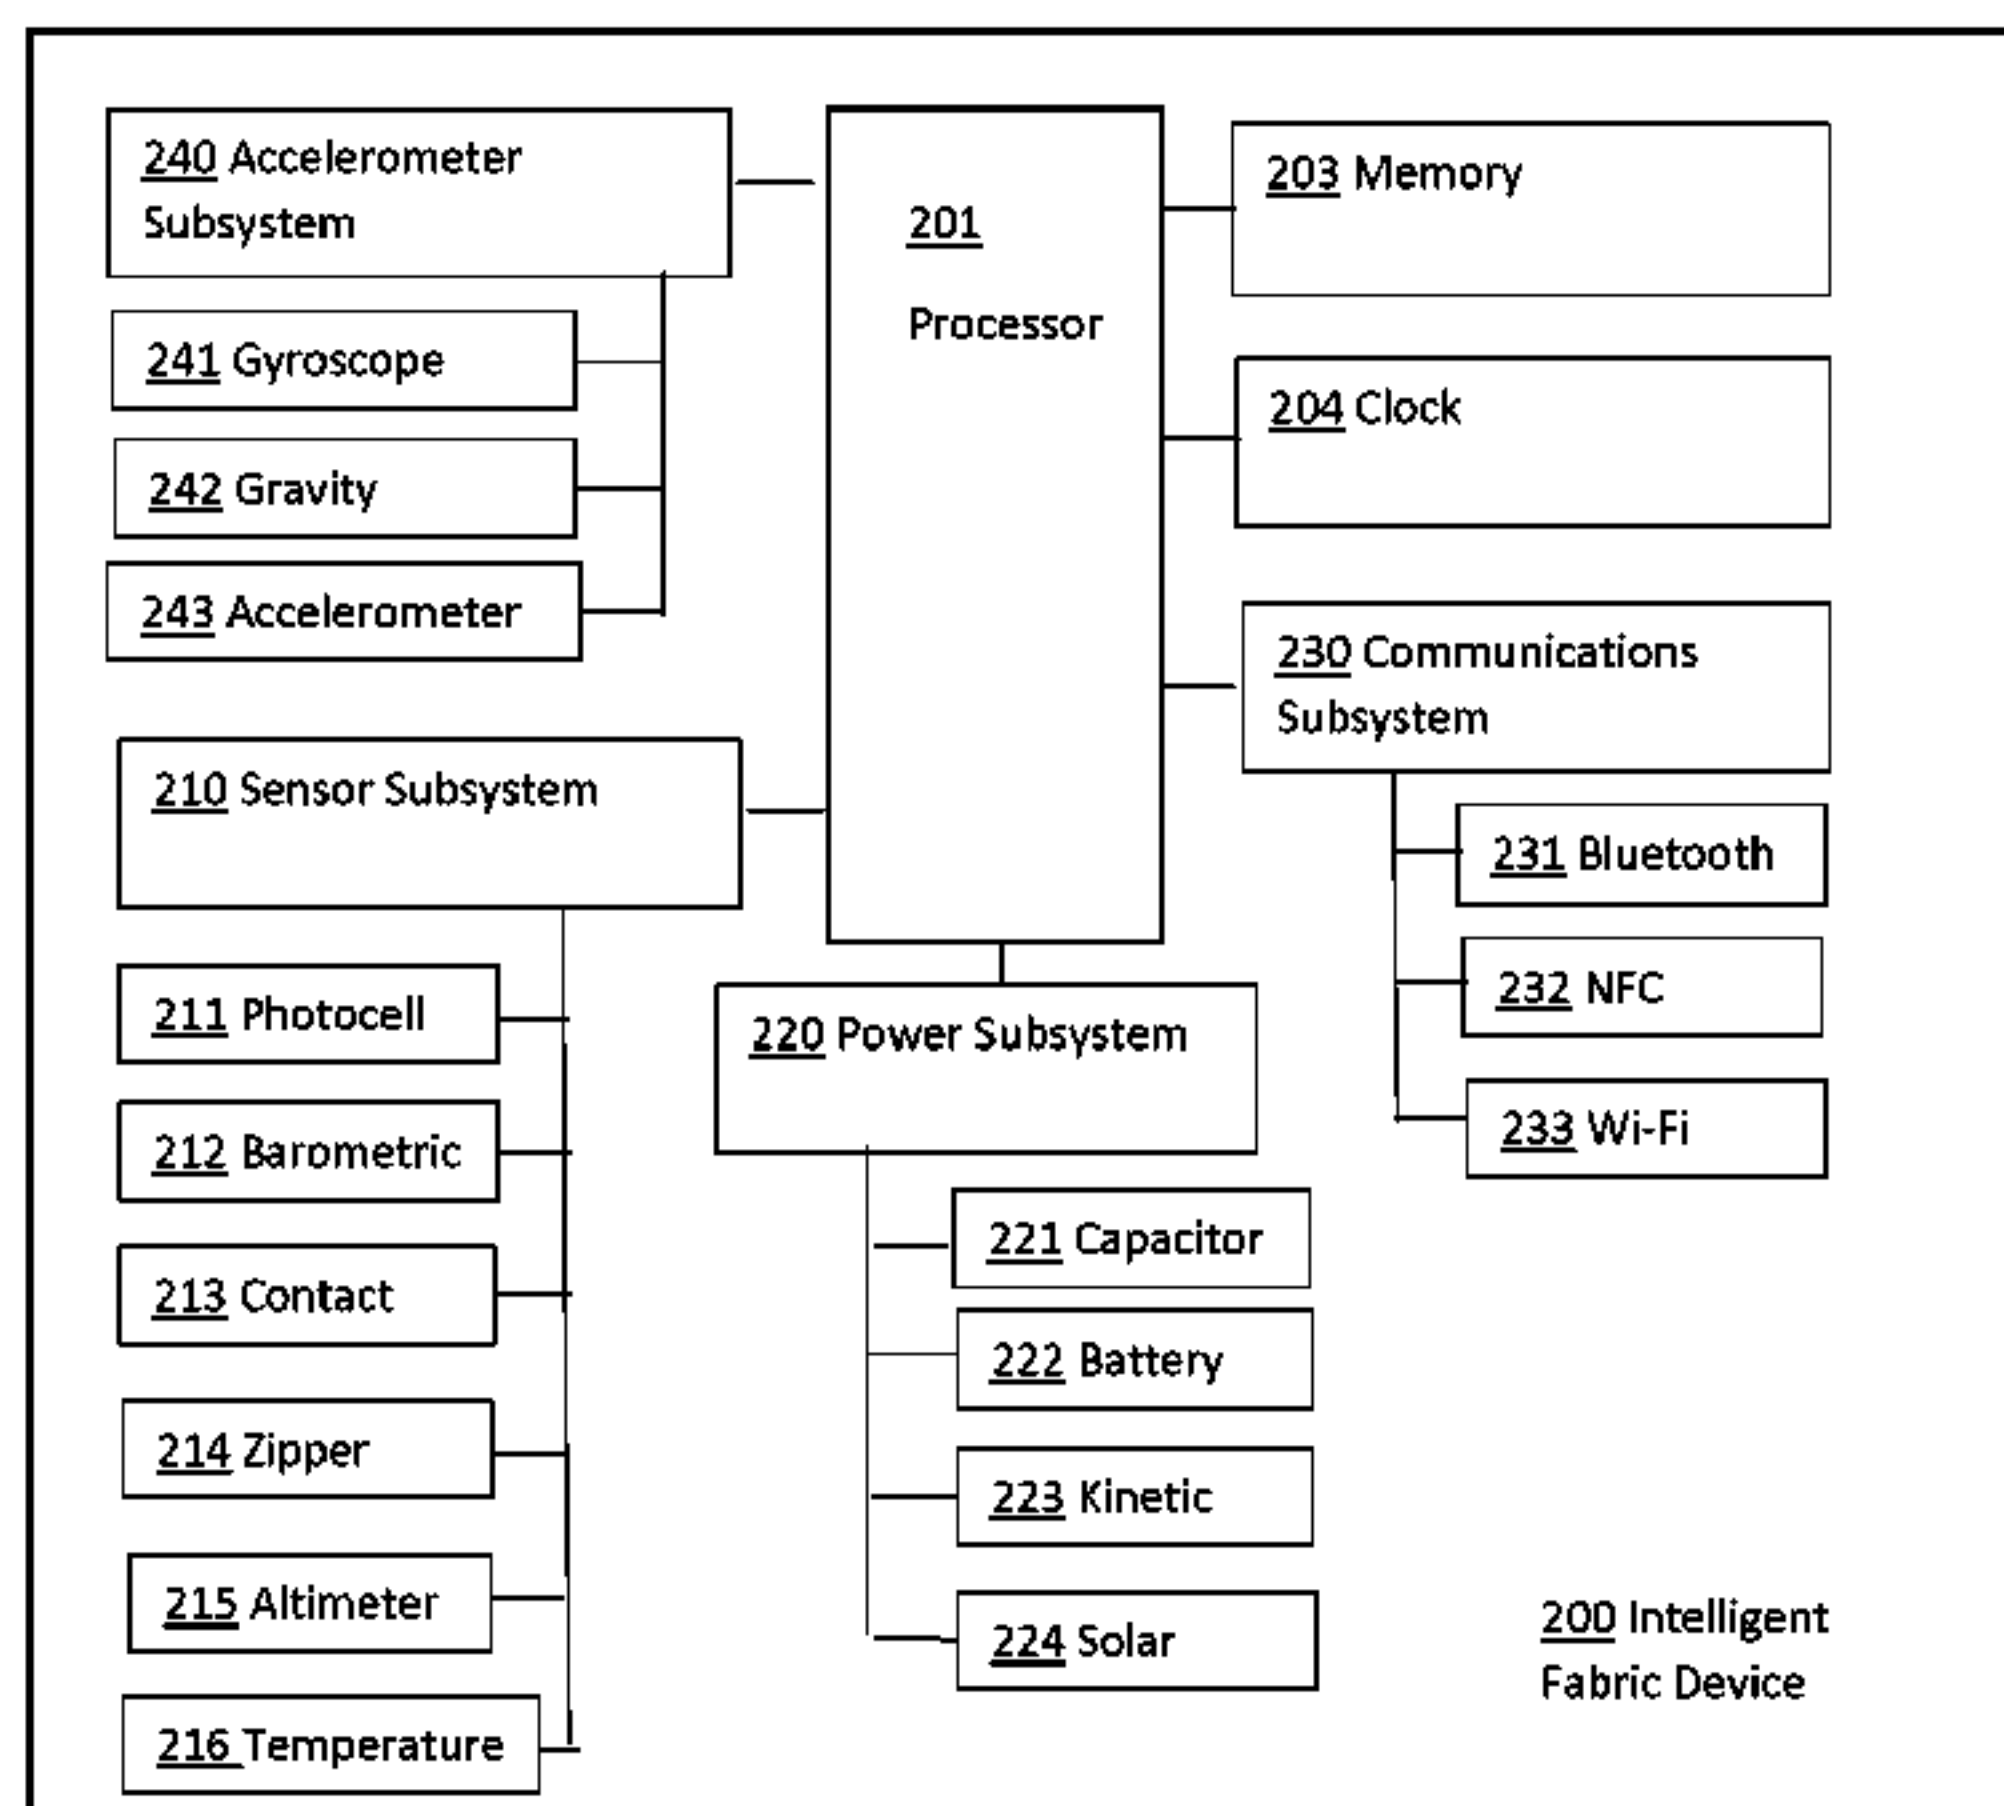 240 Accelerometer
Subsystem
241 Gyroscope
242 Gravity
243 Accelerometer
210 Sensor Subsystem
211 Photocell
212 Barometric
213 Contact
214 Zipper
215 Altimeter
216 Temperature
201
Processor
220 Power Subsystem
221 Capacitor
222 Battery
223 Kinetic
224 Solar
203 Memory
204 Clock
230 Communications
Subsystem
231 Bluetooth
232 NFC
233 Wi-Fi
200 Intelligent
Fabric Device